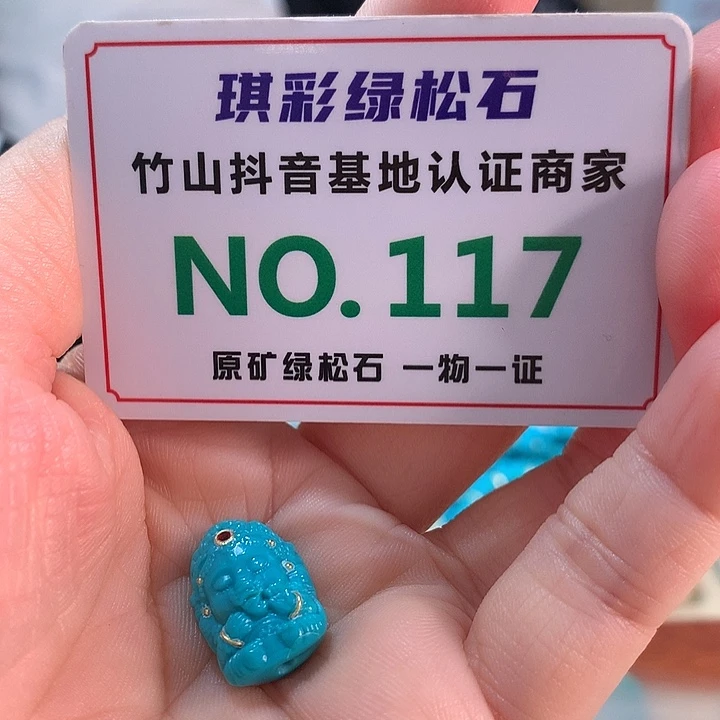 琪彩绿松石
竹山抖音基地认证商家
NO.117
原矿绿松石 一物一证